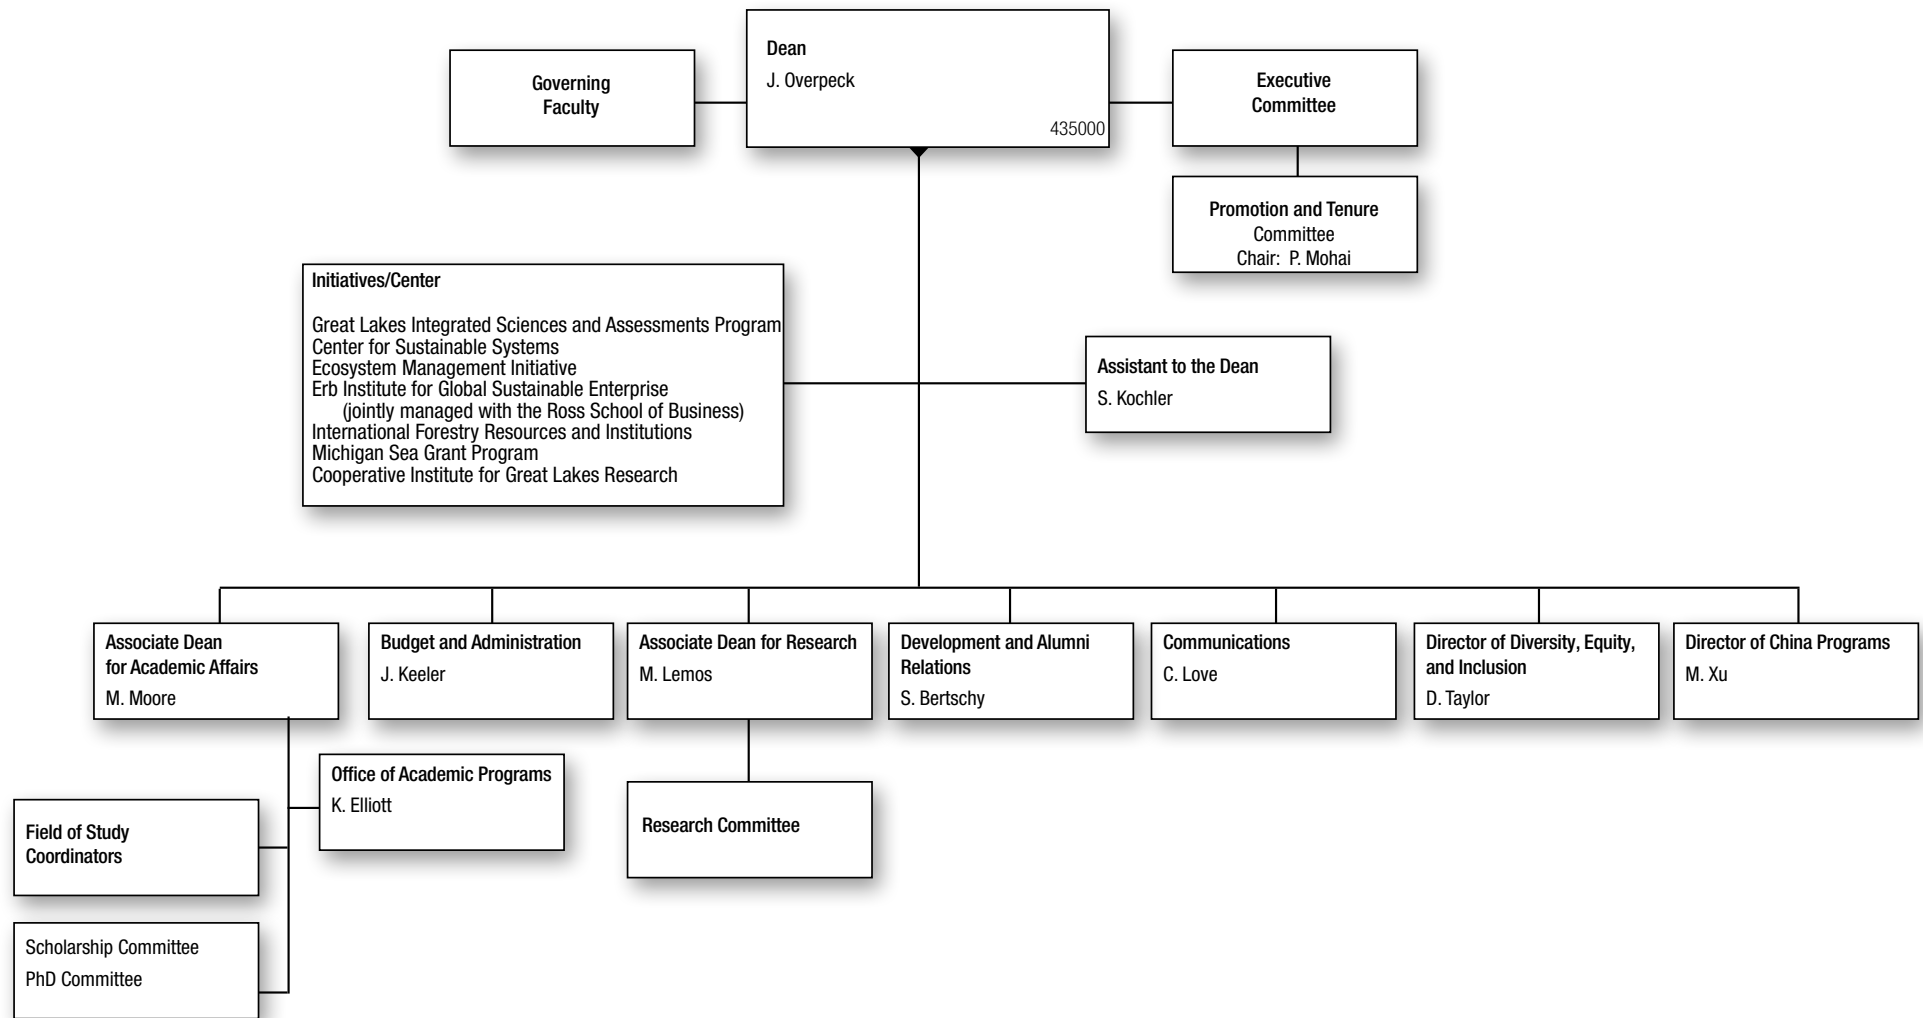 Dean
J. Overpeck
435000
Governing
Faculty
Executive
Committee
Promotion and Tenure
Committee
Chair: P. Mohai
Initiatives/Center
Great Lakes Integrated Sciences and Assessments Program
Center for Sustainable Systems
Ecosystem Management Initiative
Erb Institute for Global Sustainable Enterprise
(jointly managed with the Ross School of Business)
International Forestry Resources and Institutions
Michigan Sea Grant Program
Cooperative Institute for Great Lakes Research
Assistant to the Dean
S. Kochler
Associate Dean
for Academic Affairs
M. Moore
Budget and Administration
J. Keeler
Associate Dean for Research
M. Lemos
Development and Alumni
Relations
S. Bertschy
Communications
C. Love
Director of Diversity, Equity,
and Inclusion
D. Taylor
Director of China Programs
M. Xu
Office of Academic Programs
K. Elliott
Field of Study
Coordinators
Research Committee
Scholarship Committee
PhD Committee